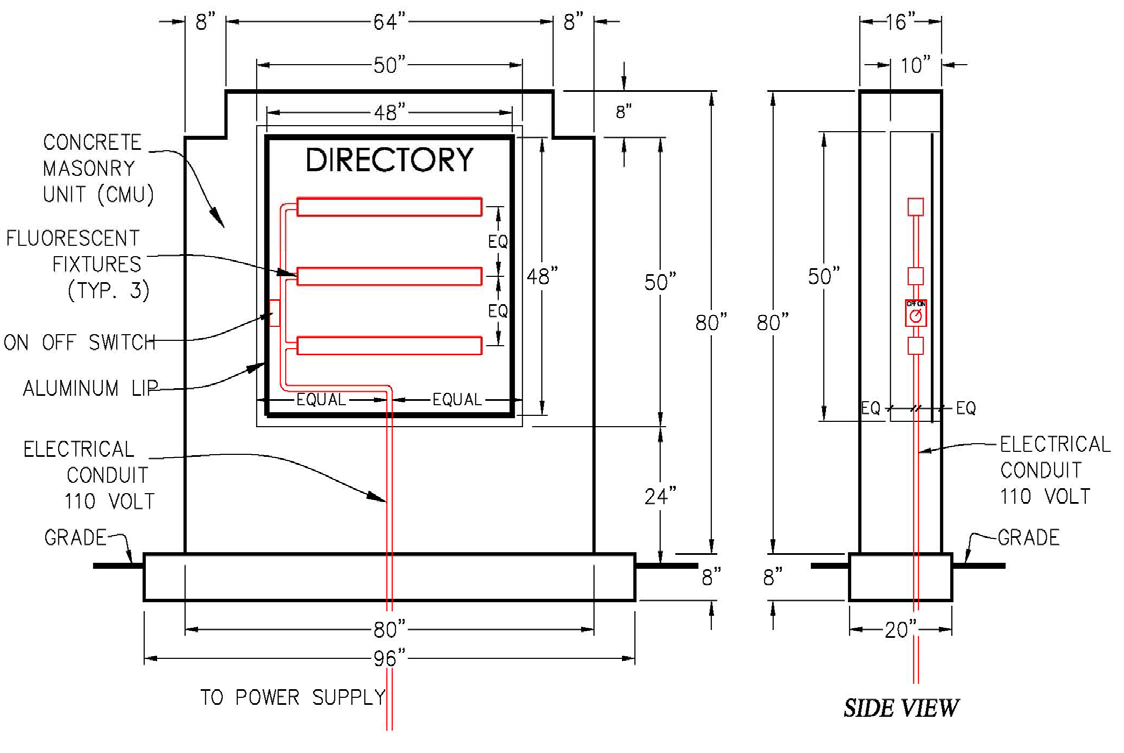 8” 64” 8” 16”
50” 10”
48” 8”
CONCRETE
MASONRY
UNIT (CMU)
DIRECTORY
FLUORESCENT
FIXTURES
(TYP. 3)
EQ
EQ
48” 50” 80” 80” 50”
OFF ON
ON OFF SWITCH
ALUMINUM LIP
EQUAL EQUAL
EQ EQ
ELECTRICAL
CONDUIT
110 VOLT
24”
ELECTRICAL
CONDUIT
110 VOLT
GRADE GRADE
8” 8”
80” 20”
96”
TO POWER SUPPLY
SIDE VIEW